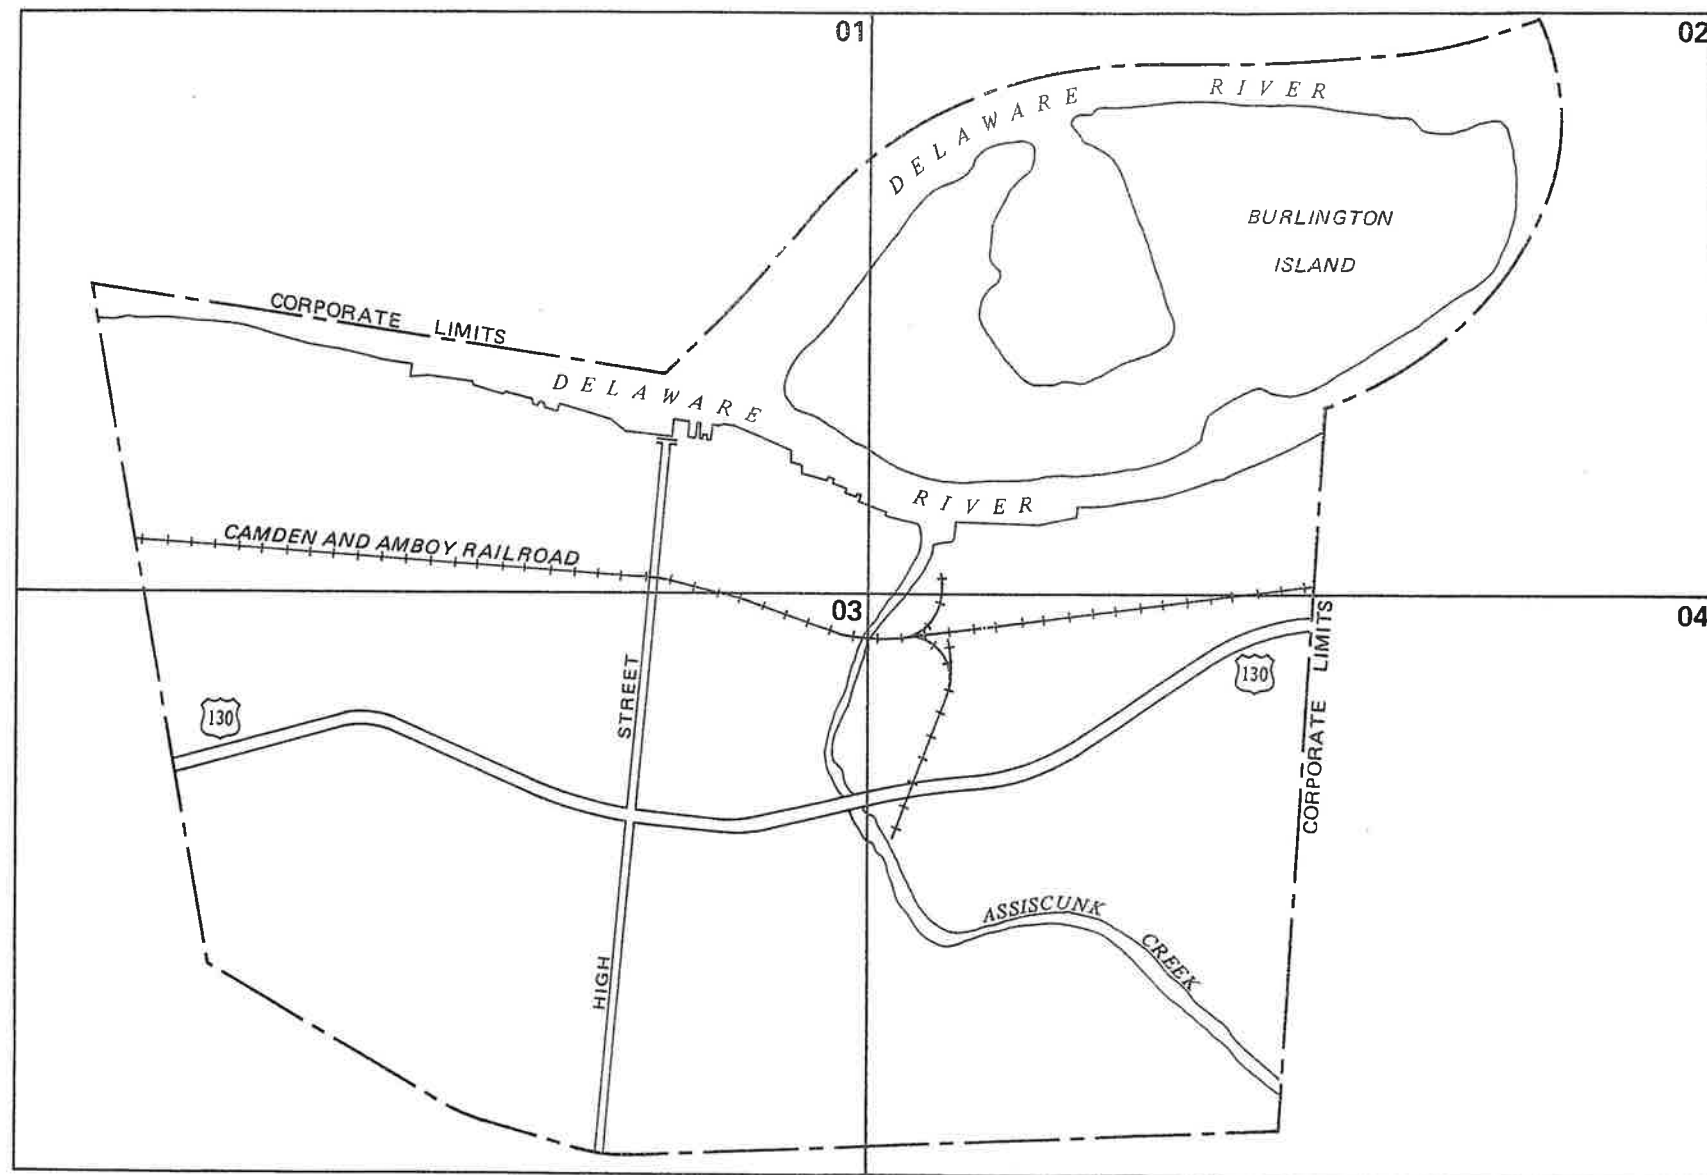 01
02
DELAWARE RIVER
BURLINGTON
ISLAND
CORPORATE LIMITS
DELAWARE
RIVER
CAMDEN AND AMBOY RAILROAD
03
04
130
130
HIGH STREET
CORPORATE LIMITS
ASSISCUNK CREEK